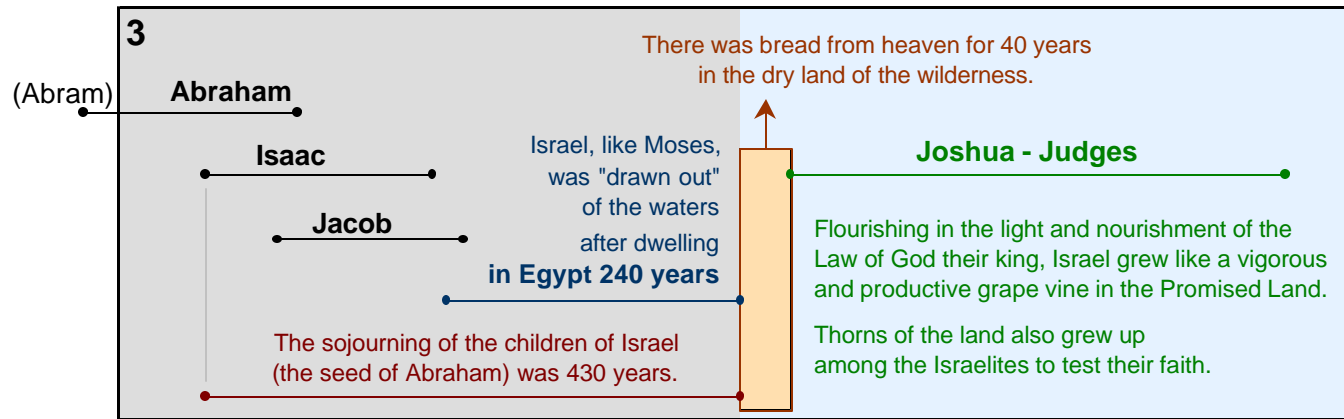 3
There was bread from heaven for 40 years
in the dry land of the wilderness.
(Abram)
Abraham
Isaac
Jacob
Israel, like Moses,
was "drawn out"
of the waters
after dwelling
in Egypt 240 years
The sojourning of the children of Israel
(the seed of Abraham) was 430 years.
Joshua - Judges
Flourishing in the light and nourishment of the
Law of God their king, Israel grew like a vigorous
and productive grape vine in the Promised Land.
Thorns of the land also grew up
among the Israelites to test their faith.